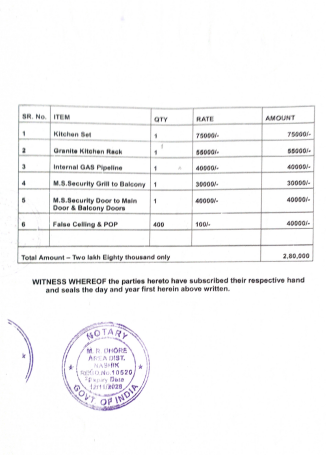 SR. No. ITEM QTY RATE AMOUNT
1 Kitchen Set 1 75000/- 75000/-
2 Granite Kitchen Rack 1 55000/- 55000/-
3 Internal GAS Pipeline 1 40000/- 40000/-
4 M.S.Security Grill to Balcony 1 30000/- 30000/-
5 M.S.Security Door to Main 1 40000/- 40000/-
Door & Balcony Doors
6 False Ceiling & POP 400 100/- 40000/-
Total Amount – Two lakh Eighty thousand only 2,80,000
WITNESS WHEREOF the parties hereto have subscribed their respective hand
and seals the day and year first herein above written.
NOTARY
M.R. DHORE
AREA DIST.
NASHIK
REGD.No.10520
Expiry Date
GOVT OF INDIA